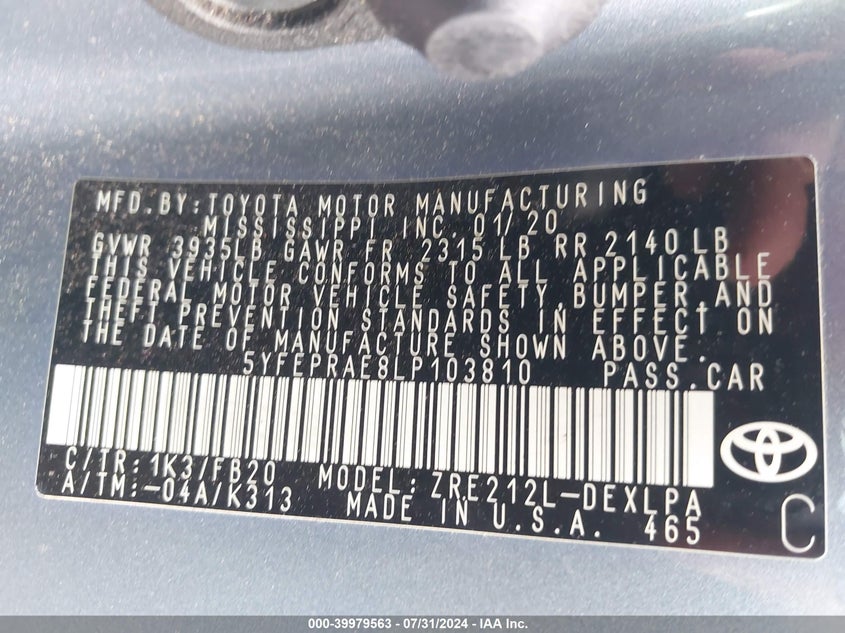 MFD.BY:TOYOTA MOTOR MANUFACTURING
MISSISSIPPI INC. 01/20
GVWR 3935LB GAWR FR 2315 LB RR 2140 LB
THIS VEHICLE CONFORMS TO ALL APPLICABLE
FEDERAL MOTOR VEHICLE SAFETY, BUMPER, AND
THEFT PREVENTION STANDARDS IN EFFECT ON
THE DATE OF MANUFACTURE SHOWN ABOVE.
5YFEPRAE8LP103810 PASS.CAR
C/TR:1K3/FB20 MODEL:ZRE212L-DEXLPA
A/TM:-04A/K313 MADE IN U.S.A. 465
C
000-39979563 - 07/31/2024 - IAA Inc.